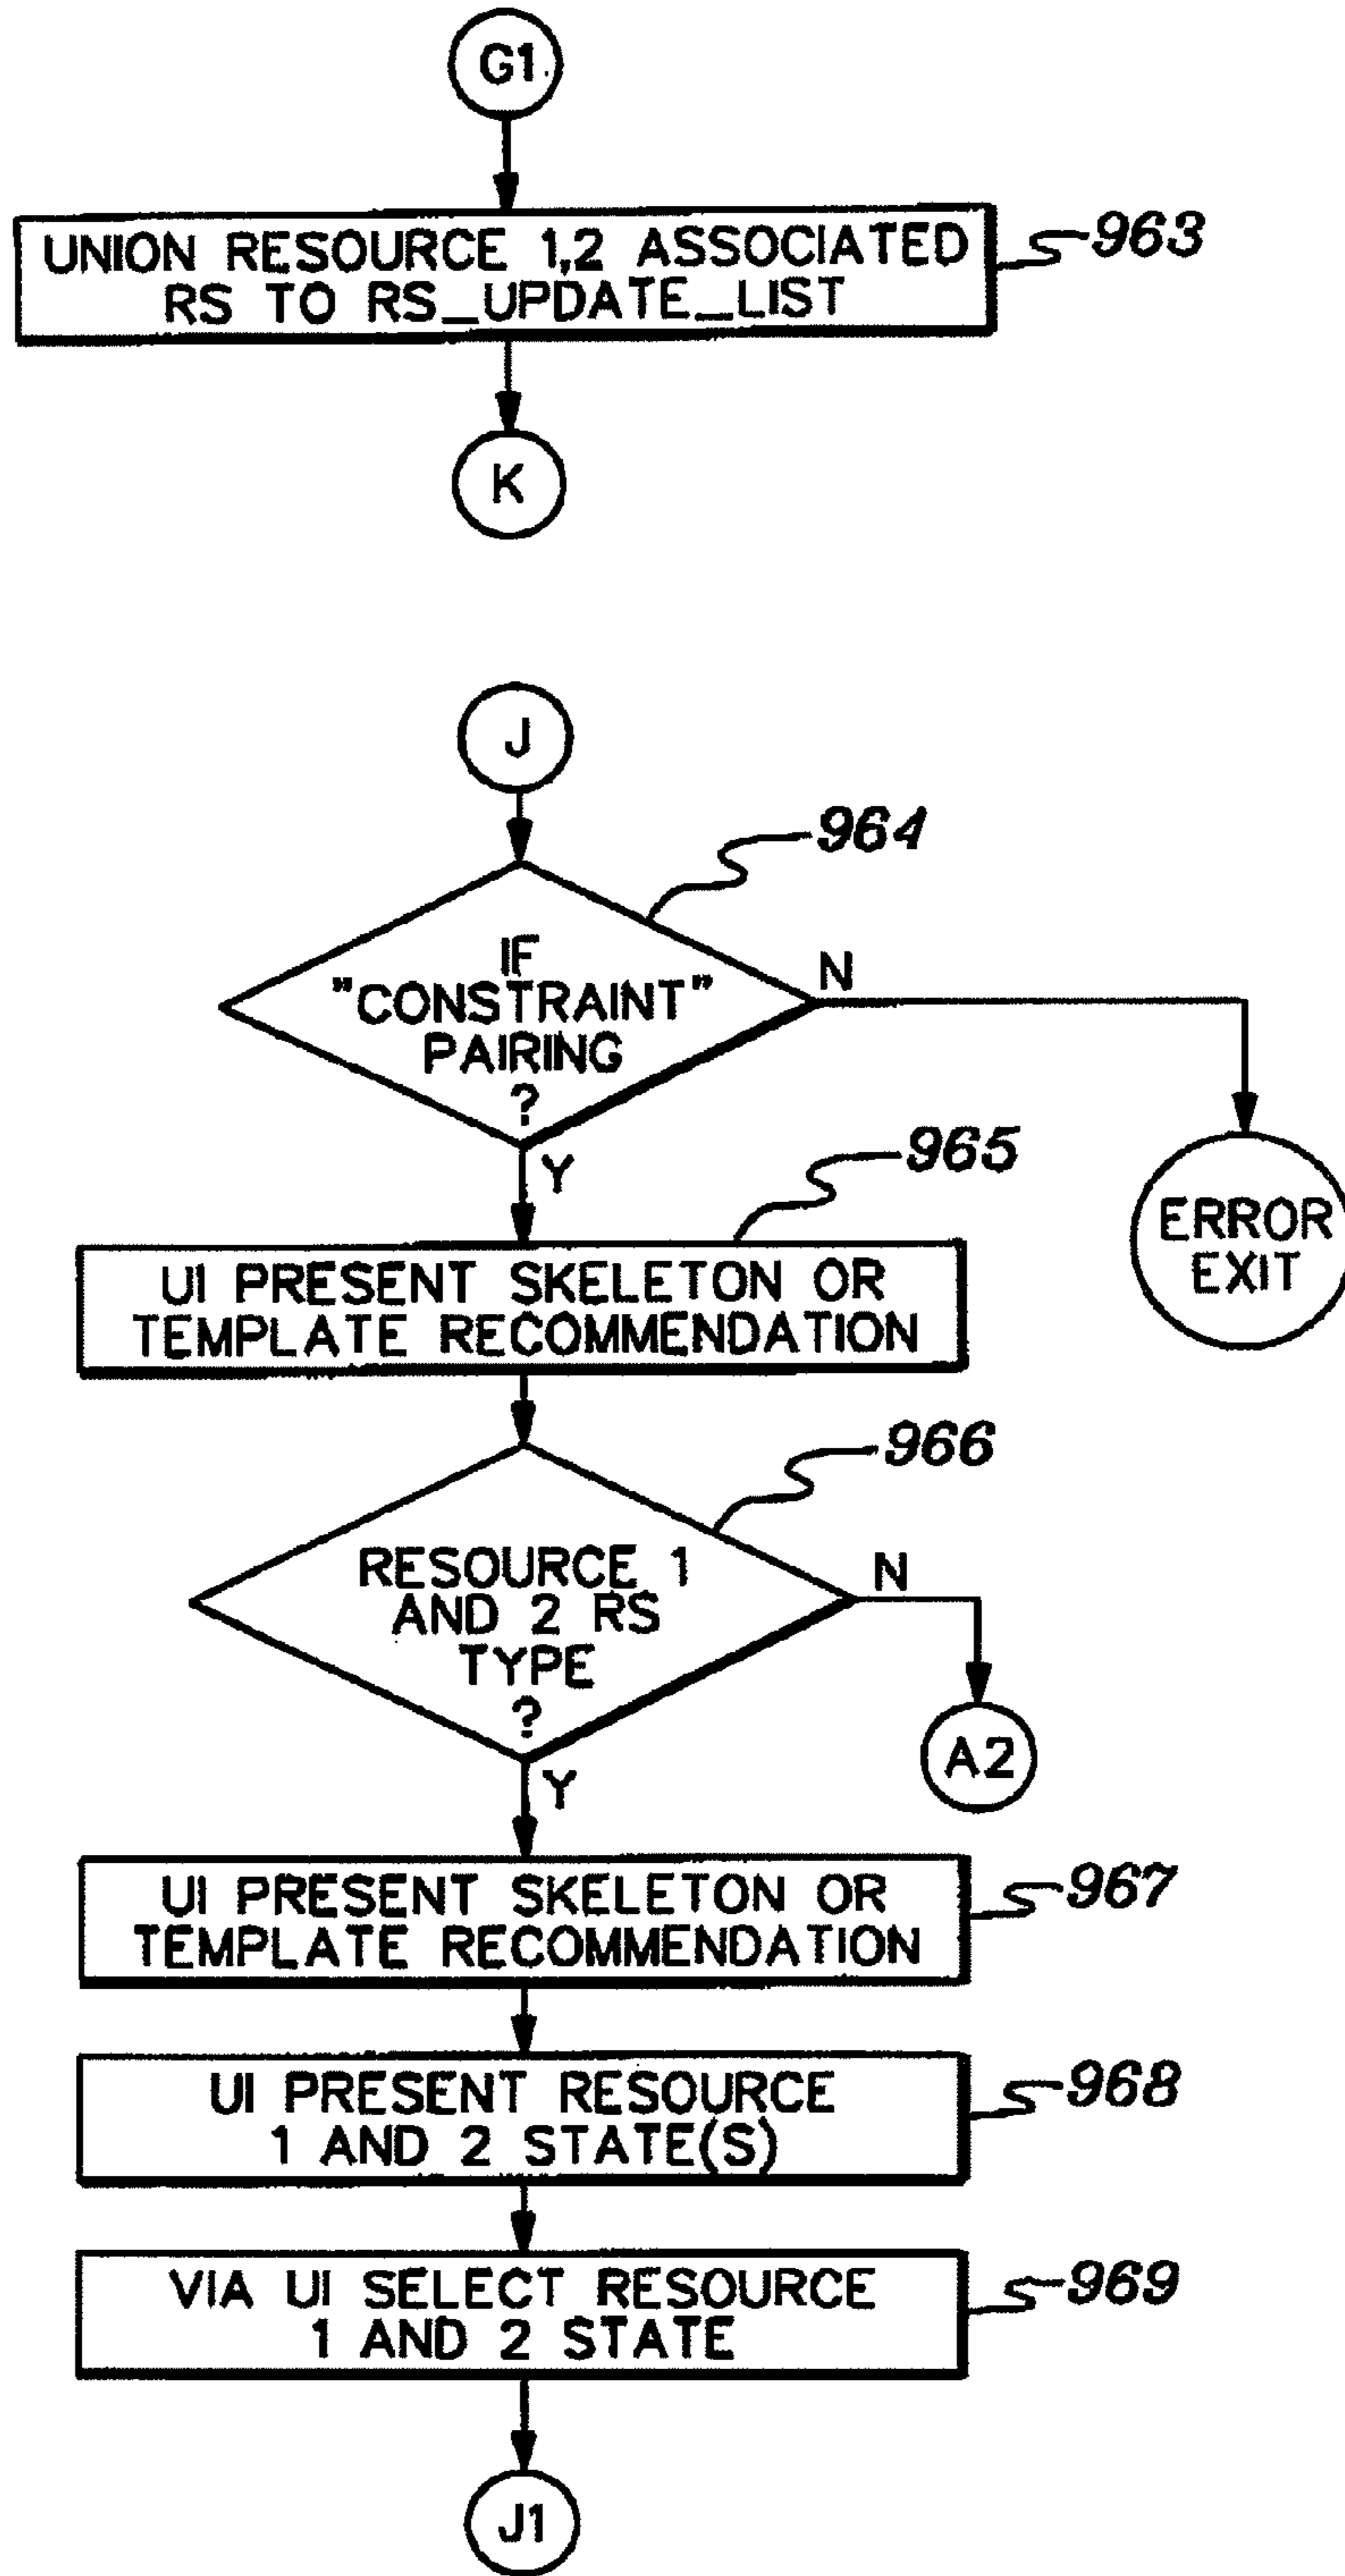 G1
UNION RESOURCE 1,2 ASSOCIATED
RS TO RS_UPDATE_LIST
963
K
J
964
IF
"CONSTRAINT"
PAIRING
?
N
Y
ERROR
EXIT
965
UI PRESENT SKELETON OR
TEMPLATE RECOMMENDATION
966
RESOURCE 1
AND 2 RS
TYPE
?
N
Y
A2
UI PRESENT SKELETON OR
TEMPLATE RECOMMENDATION
967
UI PRESENT RESOURCE
1 AND 2 STATE(S)
968
VIA UI SELECT RESOURCE
1 AND 2 STATE
969
J1